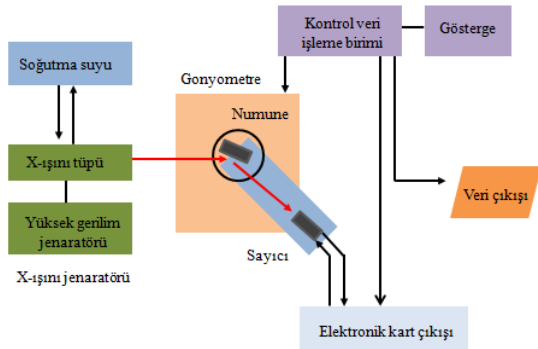 Kontrol veri
işleme birimi
Gösterge
Soğutma suyu
Gonyometre
Numune
X-ışını tüpü
Yüksek gerilim
jenaratörü
X-ışını jenaratörü
Veri çıkışı
Sayıcı
Elektronik kart çıkışı